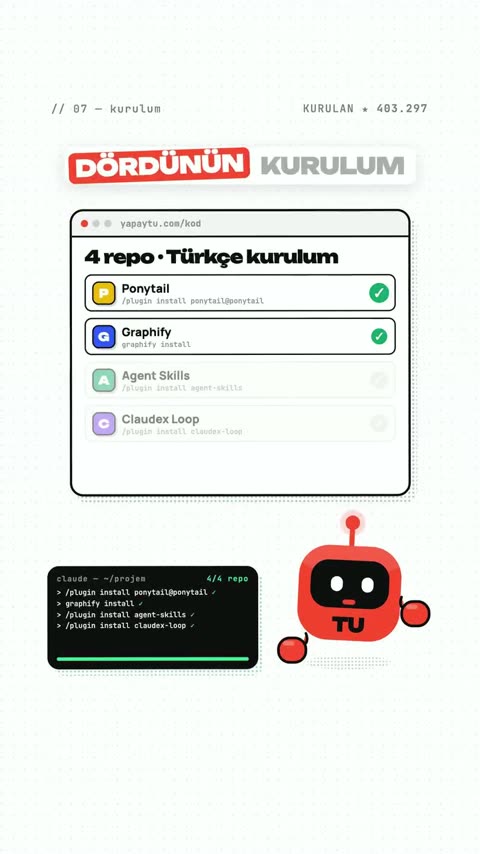 // 07 — kurulum
KURULAN ★ 403.297
DÖRDÜNÜN KURULUM
yapaytu.com/kod
4 repo • Türkçe kurulum
P
Ponytail
/plugin install ponytail@ponytail
✓
G
Graphify
graphify install
✓
A
Agent Skills
/plugin install agent-skills
✓
C
Claudex Loop
/plugin install claudex-loop
✓
claude — ~/projem
4/4 repo
> /plugin install ponytail@ponytail ✓
> graphify install ✓
> /plugin install agent-skills ✓
> /plugin install claudex-loop ✓
TU